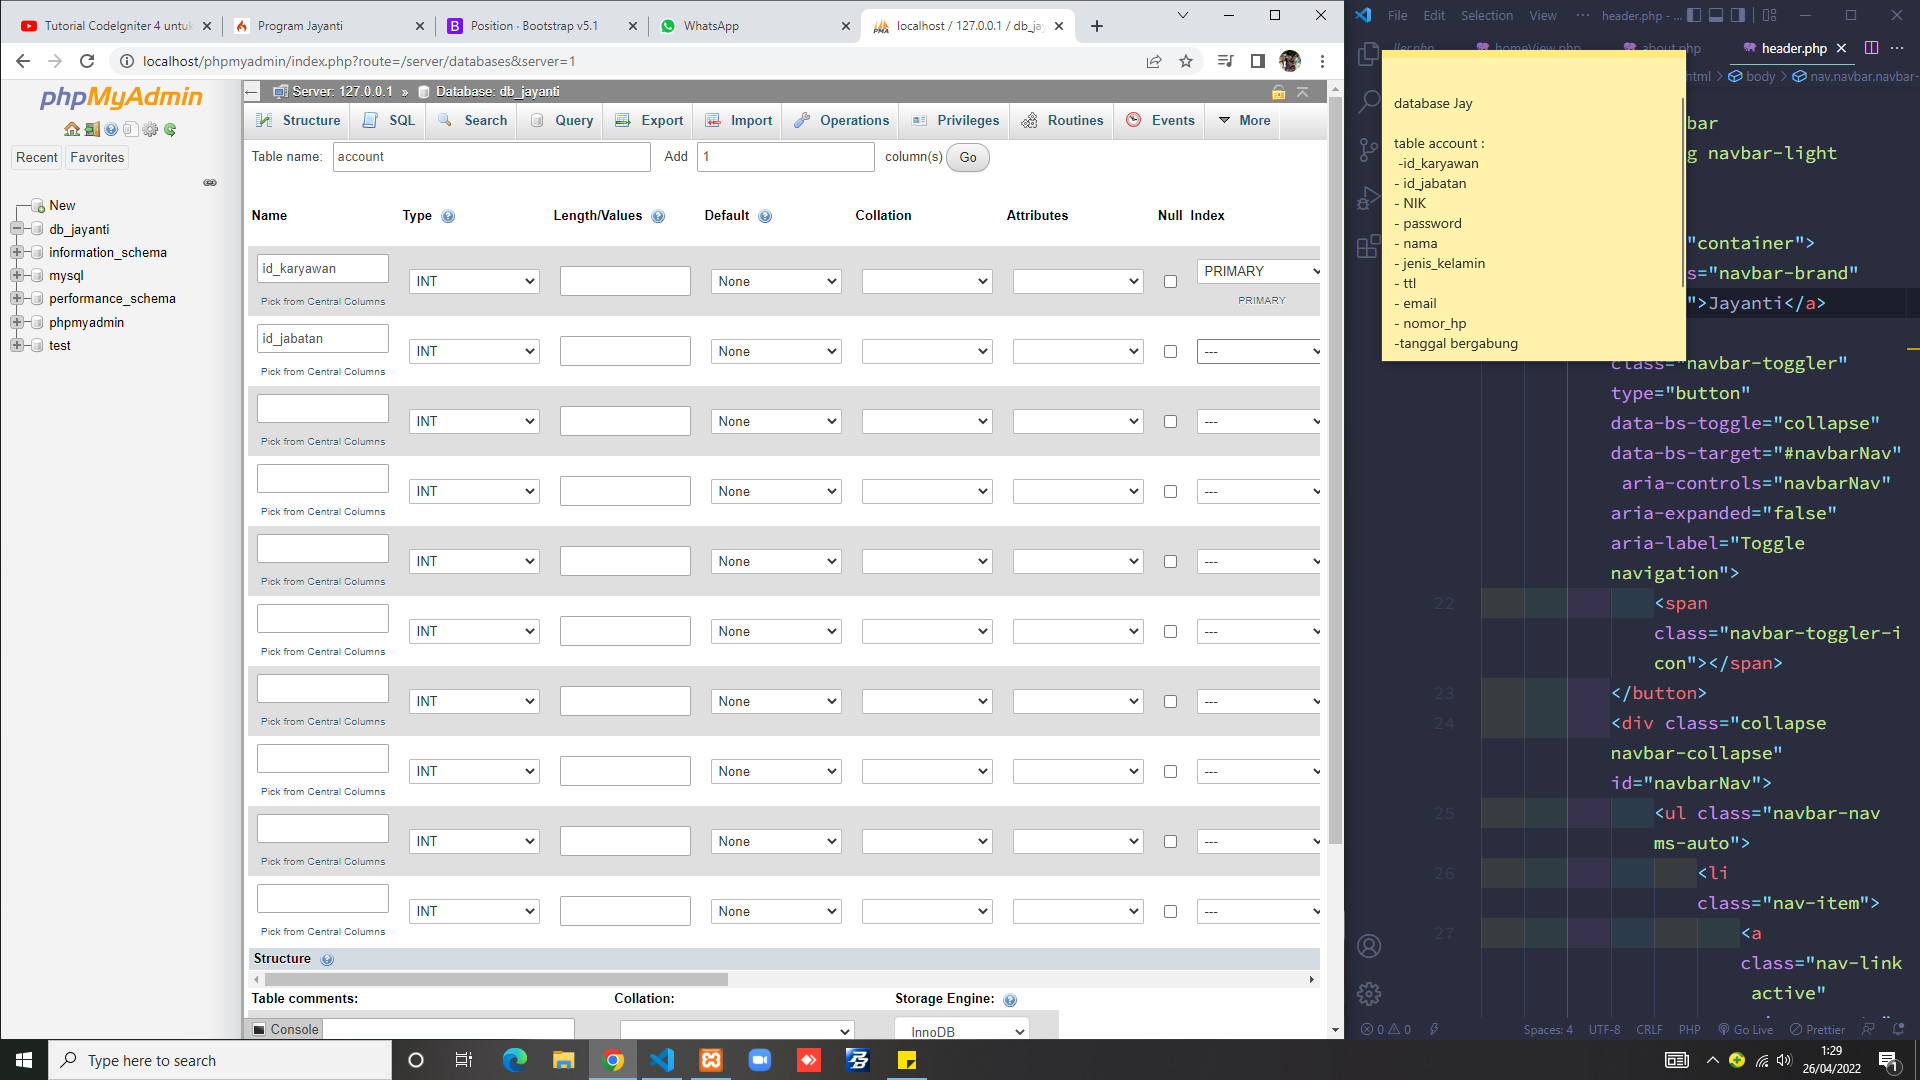 Tutorial CodeIgniter 4 untuk
Program Jayanti
Position · Bootstrap v5.1
WhatsApp
localhost / 127.0.0.1 / db_jay
localhost/phpmyadmin/index.php?route=/server/databases&server=1
phpMyAdmin
Recent
Favorites
New
db_jayanti
information_schema
mysql
performance_schema
phpmyadmin
test
Server: 127.0.0.1 » Database: db_jayanti
Structure
SQL
Search
Query
Export
Import
Operations
Privileges
Routines
Events
More
Table name: account Add 1 column(s) Go
Name Type Length/Values Default Collation Attributes Null Index
id_karyawan INT None PRIMARY
Pick from Central Columns PRIMARY
id_jabatan INT None ---
Pick from Central Columns
INT None ---
Pick from Central Columns
INT None ---
Pick from Central Columns
INT None ---
Pick from Central Columns
INT None ---
Pick from Central Columns
INT None ---
Pick from Central Columns
INT None ---
Pick from Central Columns
INT None ---
Pick from Central Columns
INT None ---
Pick from Central Columns
Structure
Table comments: Collation: Storage Engine:
Console
InnoDB
File Edit Selection View ··· header.php - ...
homeView.php
about.php
header.php
html > body > nav.navbar.navbar-
database Jay
table account :
-id_karyawan
- id_jabatan
- NIK
- password
- nama
- jenis_kelamin
- ttl
- email
- nomor_hp
-tanggal bergabung
navbar-light
"container">
="navbar-brand"
">Jayanti</a>
class="navbar-toggler"
type="button"
data-bs-toggle="collapse"
data-bs-target="#navbarNav"
aria-controls="navbarNav"
aria-expanded="false"
aria-label="Toggle
navigation">
22 <span
class="navbar-toggler-i
con"></span>
23 </button>
24 <div class="collapse
navbar-collapse"
id="navbarNav">
25 <ul class="navbar-nav
ms-auto">
26 <li
class="nav-item">
27 <a
class="nav-link
active"
0 0
Spaces: 4 UTF-8 CRLF PHP Go Live Prettier
Type here to search
1:29
26/04/2022
1